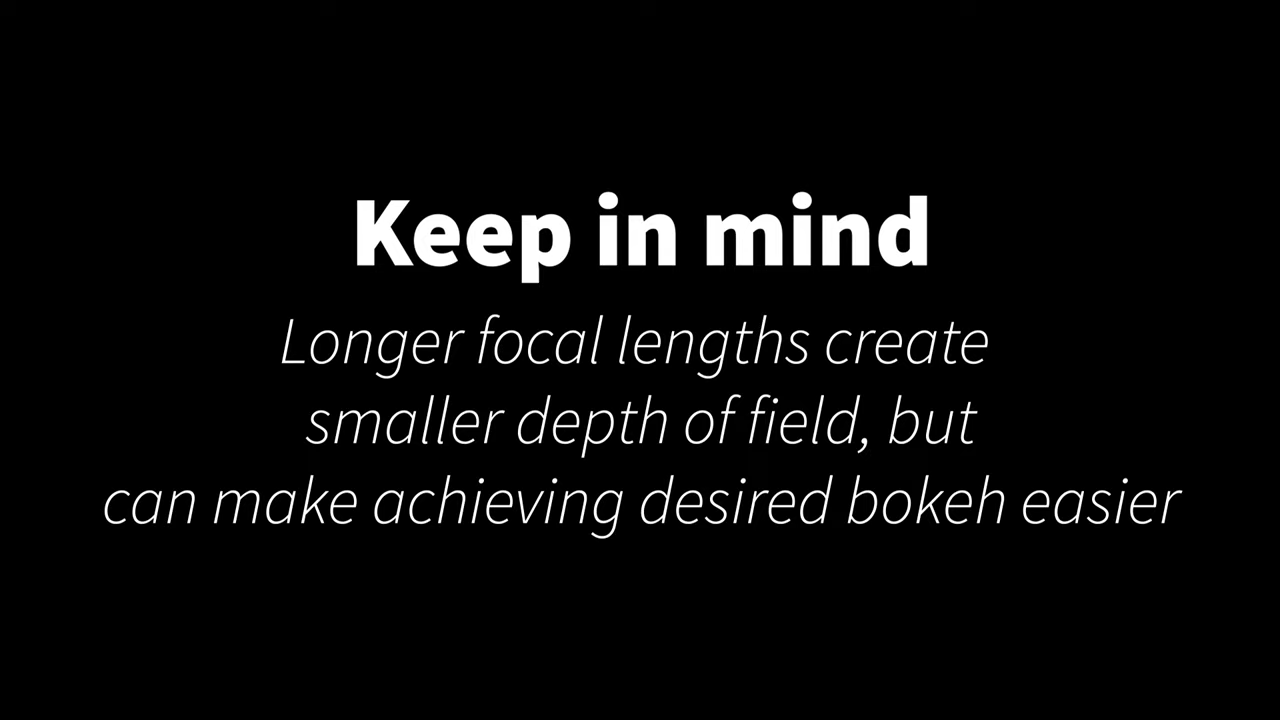 Keep in mind
Longer focal lengths create
smaller depth of field, but
can make achieving desired bokeh easier